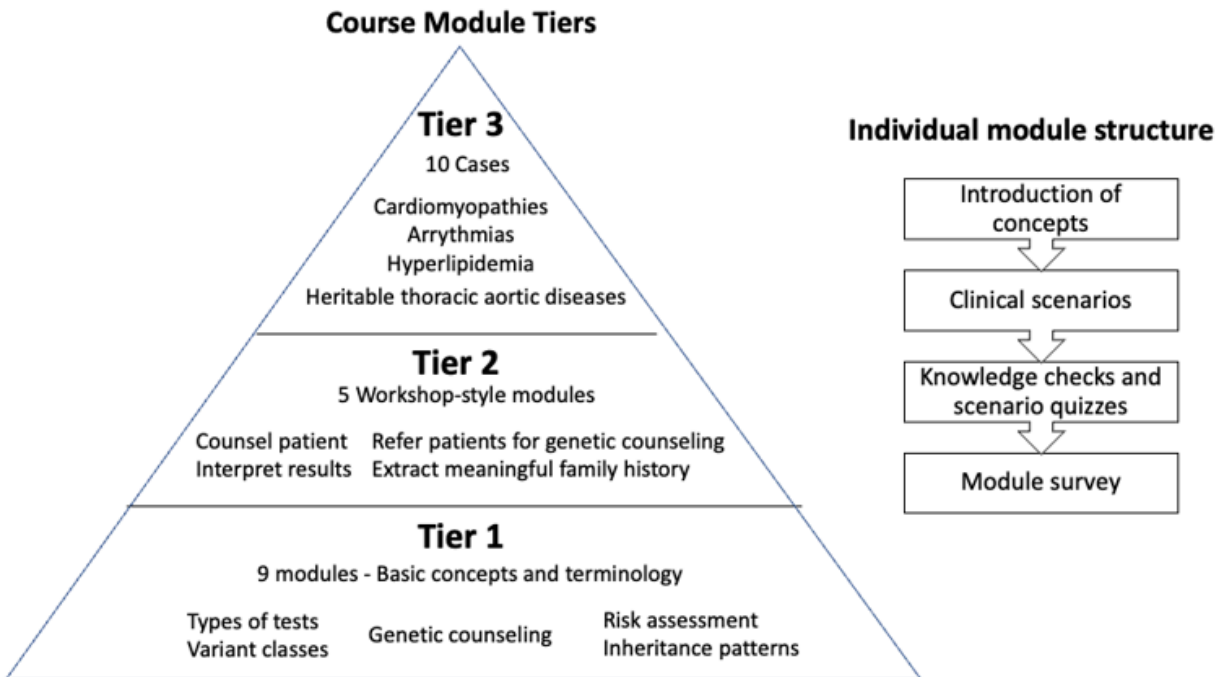 Course Module Tiers
Tier 3
10 Cases
Cardiomyopathies
Arrythmias
Hyperlipidemia
Heritable thoracic aortic diseases
Tier 2
5 Workshop-style modules
Counsel patient
Refer patients for genetic counseling
Interpret results
Extract meaningful family history
Tier 1
9 modules - Basic concepts and terminology
Types of tests
Variant classes
Genetic counseling
Risk assessment
Inheritance patterns
Individual module structure
Introduction of
concepts
Clinical scenarios
Knowledge checks and
scenario quizzes
Module survey